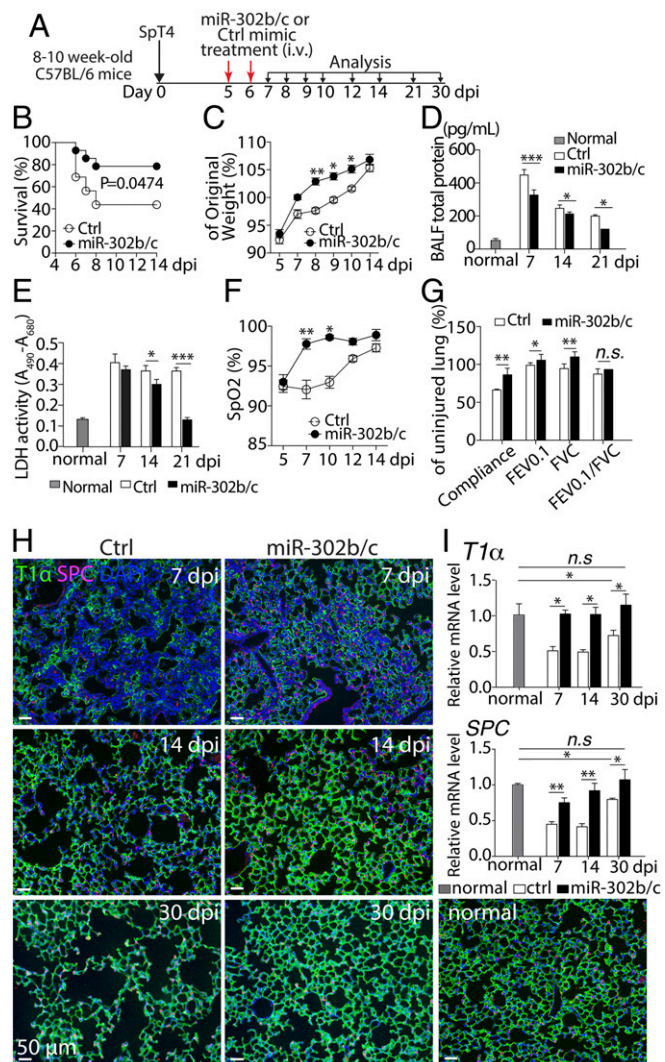 A
SpT4
miR-302b/c or
Ctrl mimic
treatment (i.v.)
8-10 week-old
C57BL/6 mice
Analysis
Day 0 5 6 7 8 9 10 12 14 21 30 dpi
B
Survival (%)
100
80
60
40
20
0
P=0.0474
Ctrl
miR-302b/c
4 6 8 10 12 14 dpi
C
of Original
Weight (%)
105
100
95
90
** * *
Ctrl
miR-302b/c
5 7 8 9 10 14 dpi
D
(pg/mL)
BALF total protein
600
400
200
0
Normal
Ctrl
miR-302b/c
*** * *
normal 7 14 21 dpi
E
LDH activity (A490-A680)
0.5
0.4
0.3
0.2
0.1
0.0
* ***
normal 7 14 21 dpi
Normal Ctrl miR-302b/c
F
SpO2 (%)
100
95
90
** *
Ctrl
miR-302b/c
5 7 9 10 12 14 dpi
G
of uninjured lung (%)
Ctrl miR-302b/c
150
100
50
0
** * ** n.s.
Compliance
FEV0.1
FVC
FEV0.1/FVC
H
Ctrl miR-302b/c
T1α SPC DAPI
7 dpi 7 dpi
14 dpi 14 dpi
30 dpi 30 dpi
50 μm
I
T1α
Relative mRNA level
1.5
1.0
0.5
0.0
n.s
*
* * *
normal 7 14 30 dpi
SPC
Relative mRNA level
1.5
1.0
0.5
0.0
n.s
*
** ** *
normal 7 14 30 dpi
normal ctrl miR-302b/c
normal